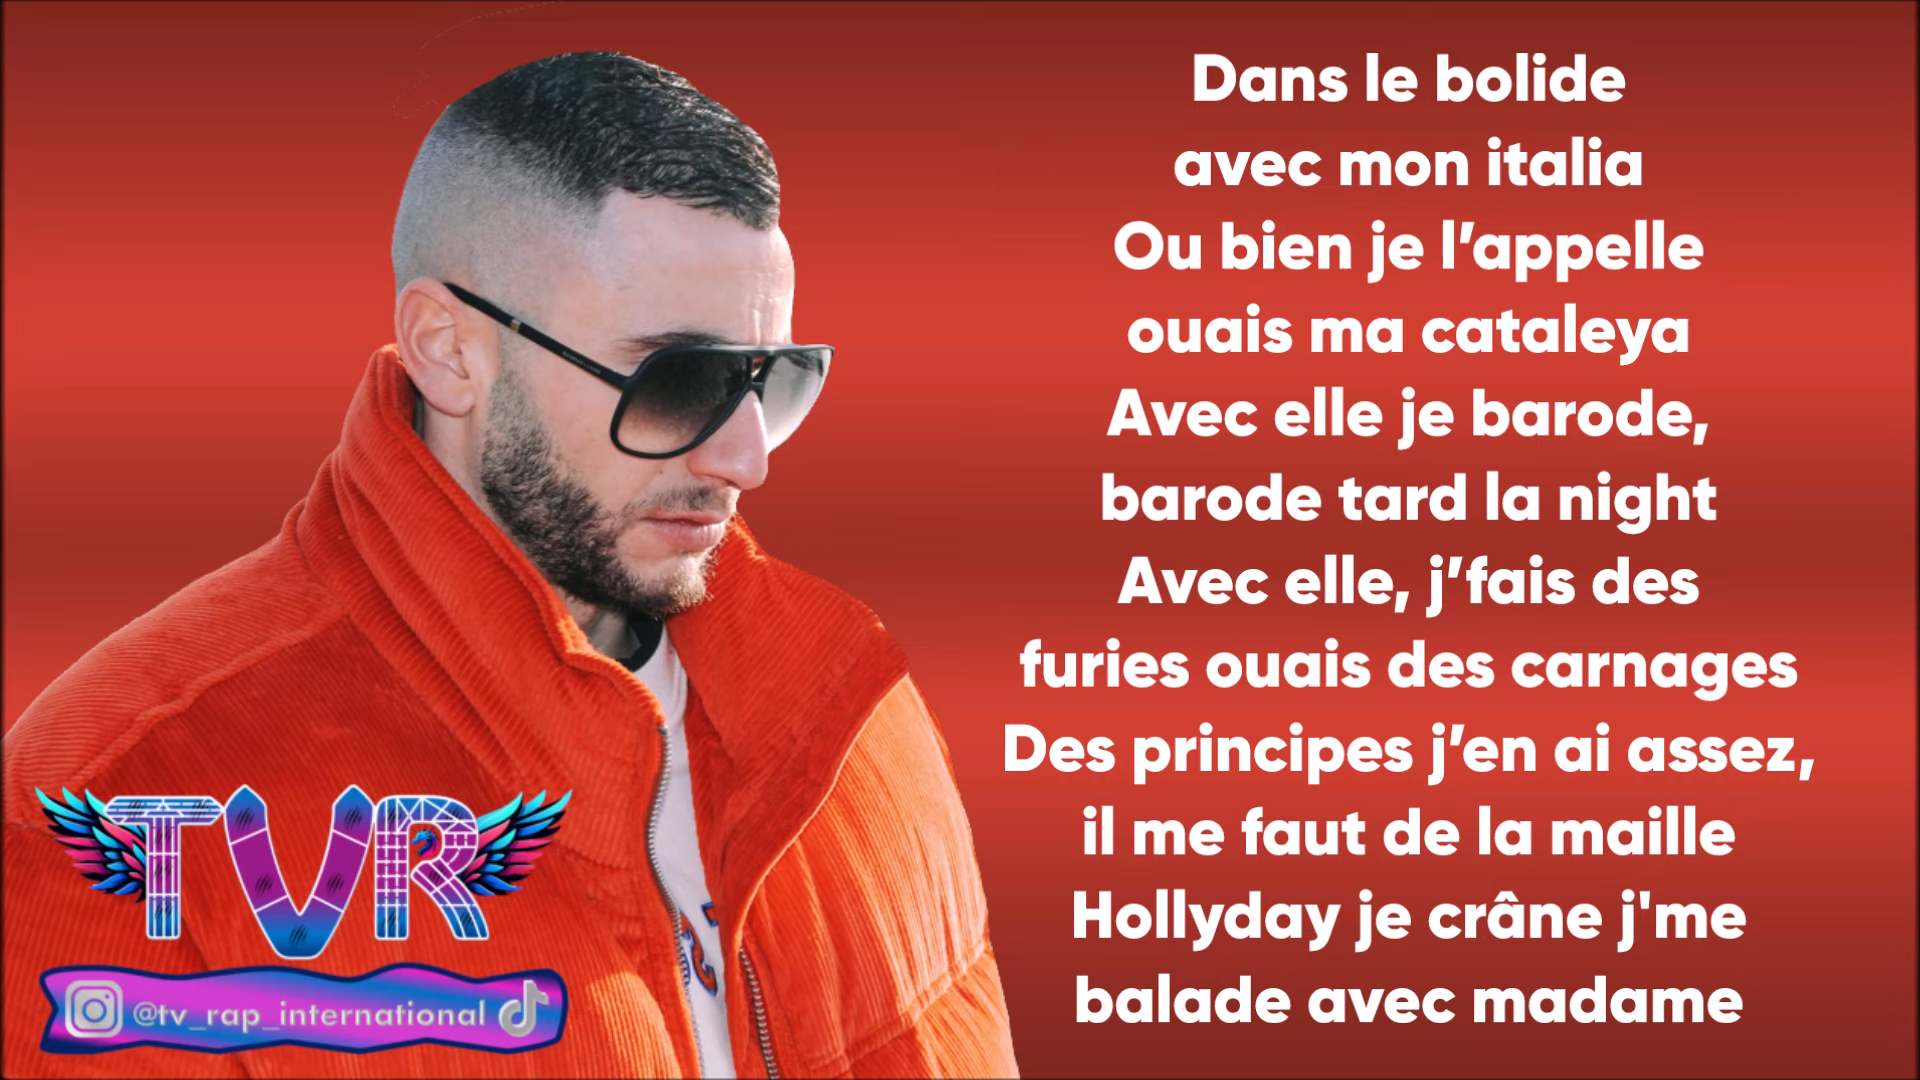 Dans le bolide
avec mon italia
Ou bien je l’appelle
ouais ma cataleya
Avec elle je barode,
barode tard la night
Avec elle, j’fais des
furies ouais des carnages
Des principes j’en ai assez,
il me faut de la maille
Hollyday je crâne j'me
balade avec madame
TVR
@tv_rap_international